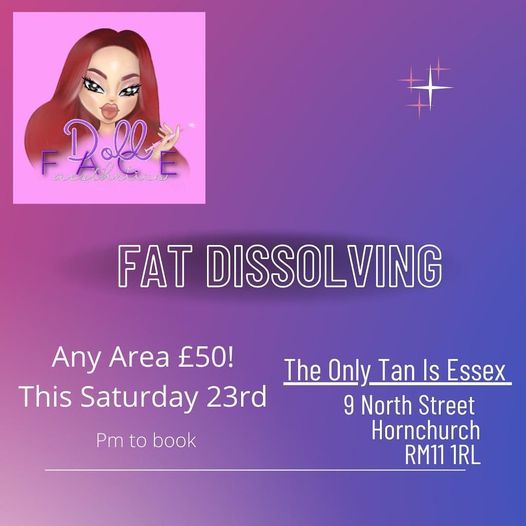 Doll
FACE
aesthetics
FAT DISSOLVING
Any Area £50!
This Saturday 23rd
Pm to book
The Only Tan Is Essex
9 North Street
Hornchurch
RM11 1RL